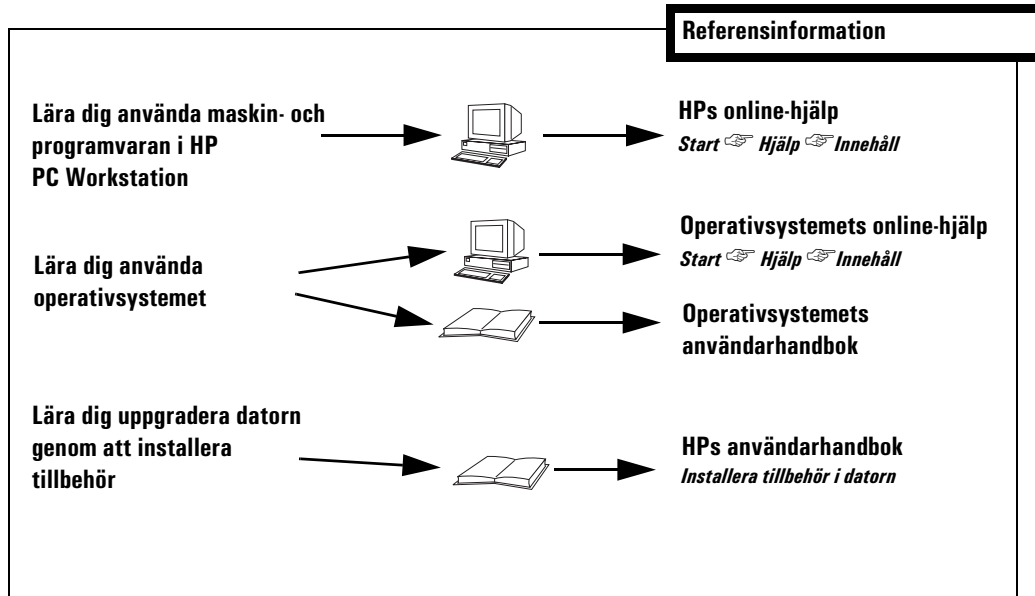 Referensinformation
Lära dig använda maskin- och
programvaran i HP
PC Workstation
HPs online-hjälp
Start ☞ Hjälp ☞ Innehåll
Lära dig använda
operativsystemet
Operativsystemets online-hjälp
Start ☞ Hjälp ☞ Innehåll
Operativsystemets
användarhandbok
Lära dig uppgradera datorn
genom att installera
tillbehör
HPs användarhandbok
Installera tillbehör i datorn